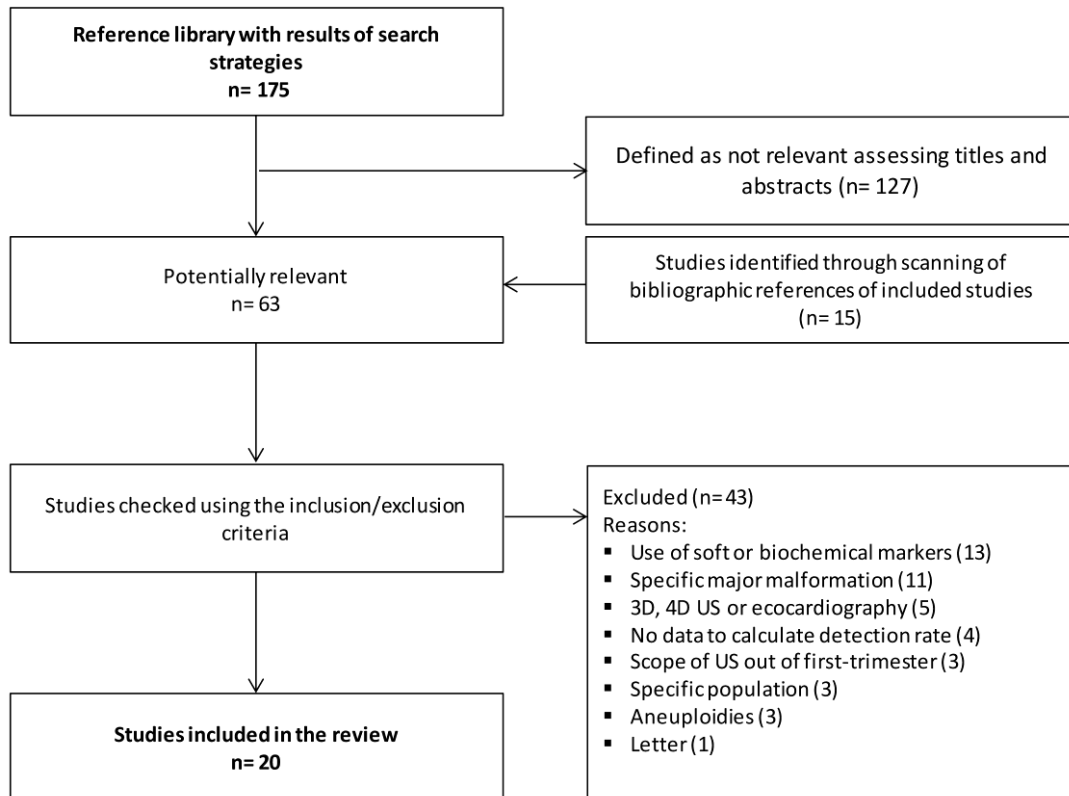 Reference library with results of search
strategies
n= 175
Defined as not relevant assessing titles and
abstracts (n= 127)
Potentially relevant
n= 63
Studies identified through scanning of
bibliographic references of included studies
(n= 15)
Studies checked using the inclusion/exclusion
criteria
Excluded (n= 43)
Reasons:
▪ Use of soft or biochemical markers (13)
▪ Specific major malformation (11)
▪ 3D, 4D US or ecocardiography (5)
▪ No data to calculate detection rate (4)
▪ Scope of US out of first-trimester (3)
▪ Specific population (3)
▪ Aneuploidies (3)
▪ Letter (1)
Studies included in the review
n= 20